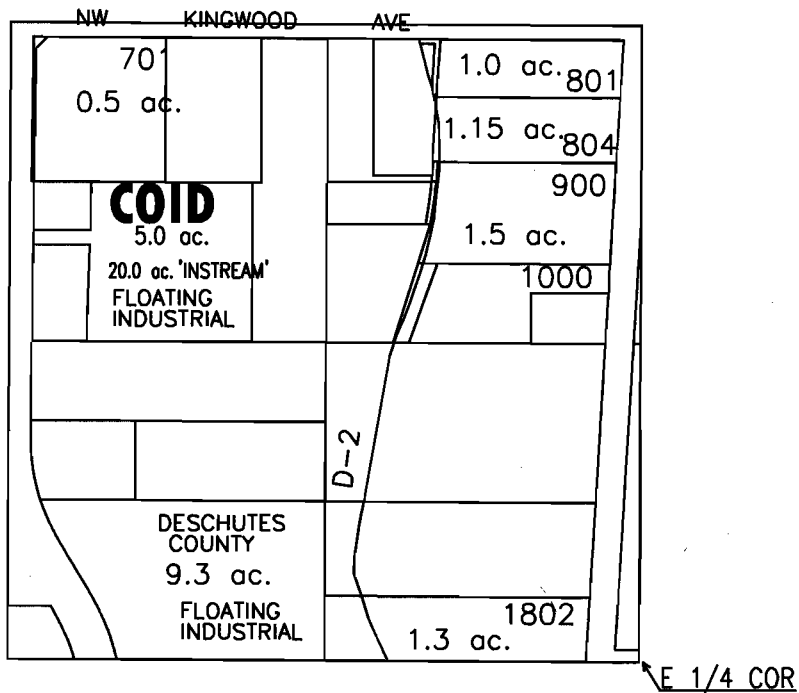 NW KINGWOOD AVE
701
0.5 ac.
1.0 ac.
801
1.15 ac.
804
900
1.5 ac.
1000
COID
5.0 ac.
20.0 ac. 'INSTREAM'
FLOATING
INDUSTRIAL
D-2
DESCHUTES
COUNTY
9.3 ac.
FLOATING
INDUSTRIAL
1802
1.3 ac.
E 1/4 COR